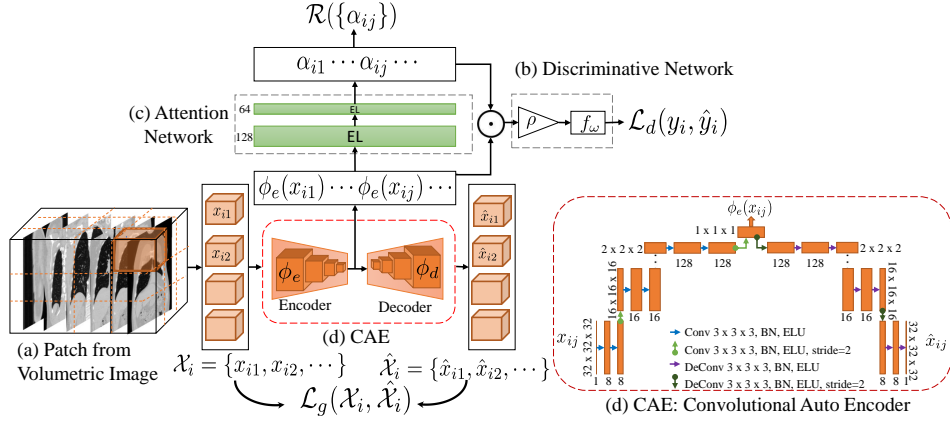 R({α_ij})
α_i1 ··· α_ij ···
(b) Discriminative Network
(c) Attention
Network
64
EL
128
EL
ρ
f_ω
L_d(y_i, ŷ_i)
ϕ_e(x_i1) ··· ϕ_e(x_ij) ···
x_i1
x_i2
x̂_i1
x̂_i2
ϕ_e
ϕ_d
Encoder
Decoder
(d) CAE
(a) Patch from
Volumetric Image
X_i = {x_i1, x_i2, ···}
X̂_i = {x̂_i1, x̂_i2, ···}
L_g(X_i, X̂_i)
ϕ_e(x_ij)
1 x 1 x 1
2 x 2 x 2
2 x 2 x 2
128
128
128
128
16 x 16 x 16
16 x 16 x 16
16
16
16
16
x_ij
x̂_ij
32 x 32 x 32
32 x 32 x 32
1 8 8
8 8 1
Conv 3 x 3 x 3, BN, ELU
Conv 3 x 3 x 3, BN, ELU, stride=2
DeConv 3 x 3 x 3, BN, ELU
DeConv 3 x 3 x 3, BN, ELU, stride=2
(d) CAE: Convolutional Auto Encoder